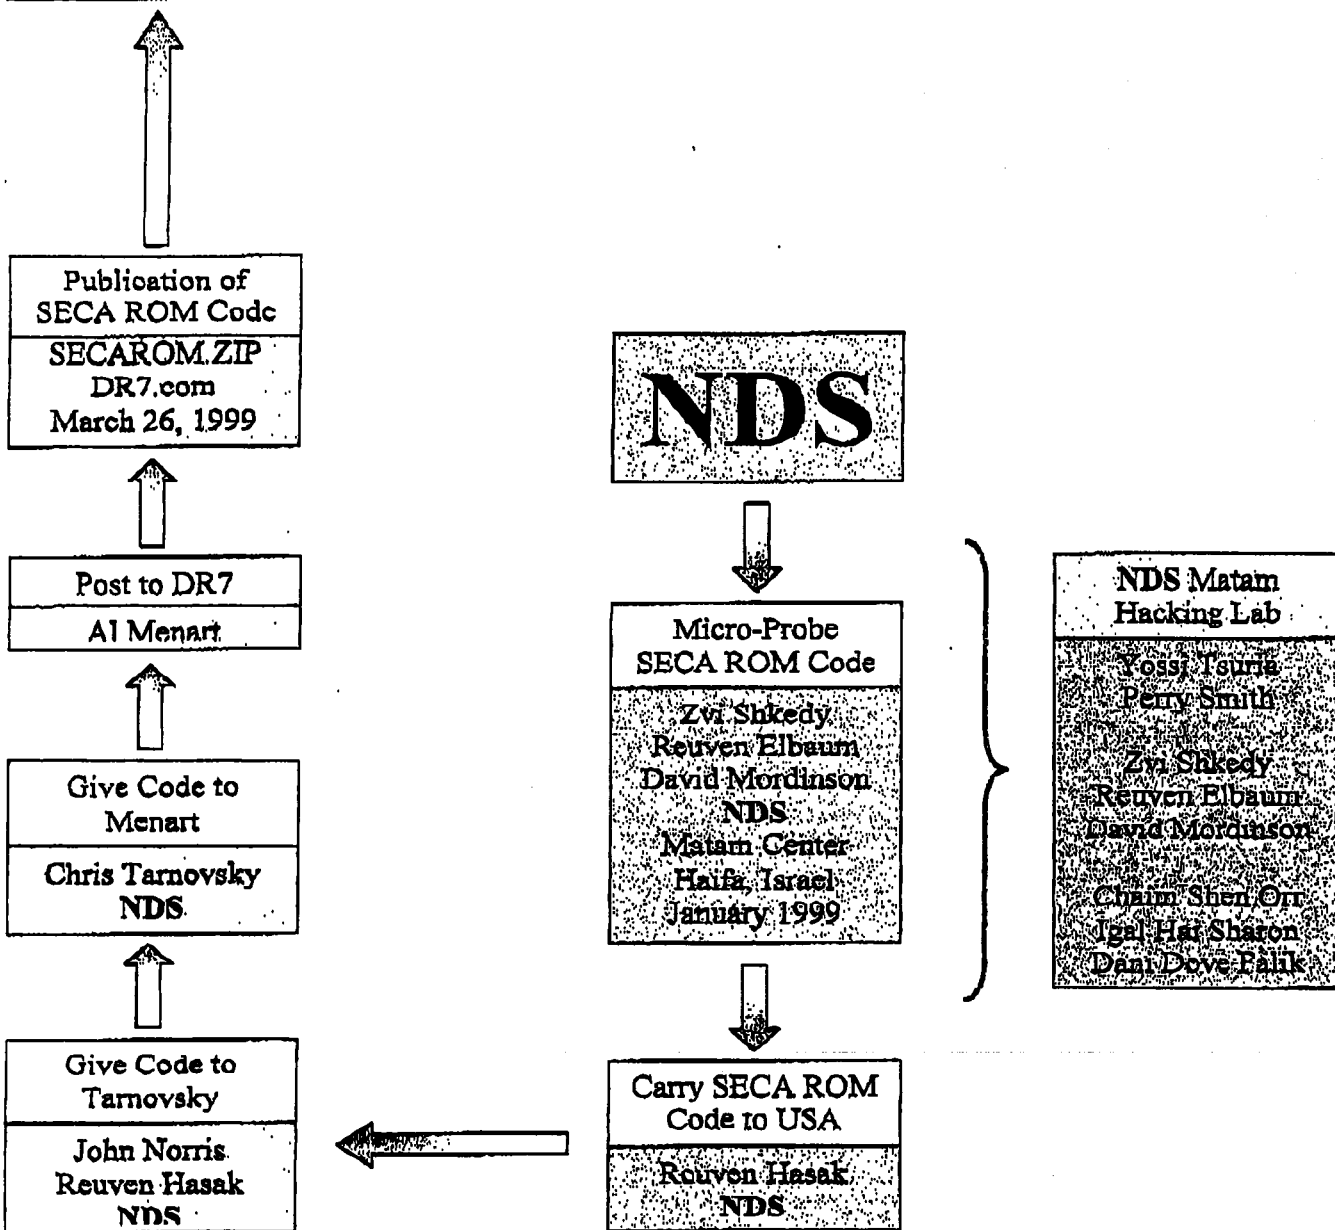 Publication of
SECA ROM Code
SECAROM.ZIP
DR7.com
March 26, 1999
Post to DR7
Al Menart
Give Code to
Menart
Chris Tarnovsky
NDS
Give Code to
Tarnovsky
John Norris
Reuven Hasak
NDS
NDS
Micro-Probe
SECA ROM Code
Zvi Shkedy
Reuven Elbaum
David Mordinson
NDS
Matam Center
Haifa, Israel
January 1999
Carry SECA ROM
Code to USA
Reuven Hasak
NDS
NDS Matam
Hacking Lab
Yossi Tsuria
Perry Smith
Zvi Shkedy
Reuven Elbaum
David Mordinson
Chaim Shen Orr
Igal Hai Sharon
Dani Dove Falik